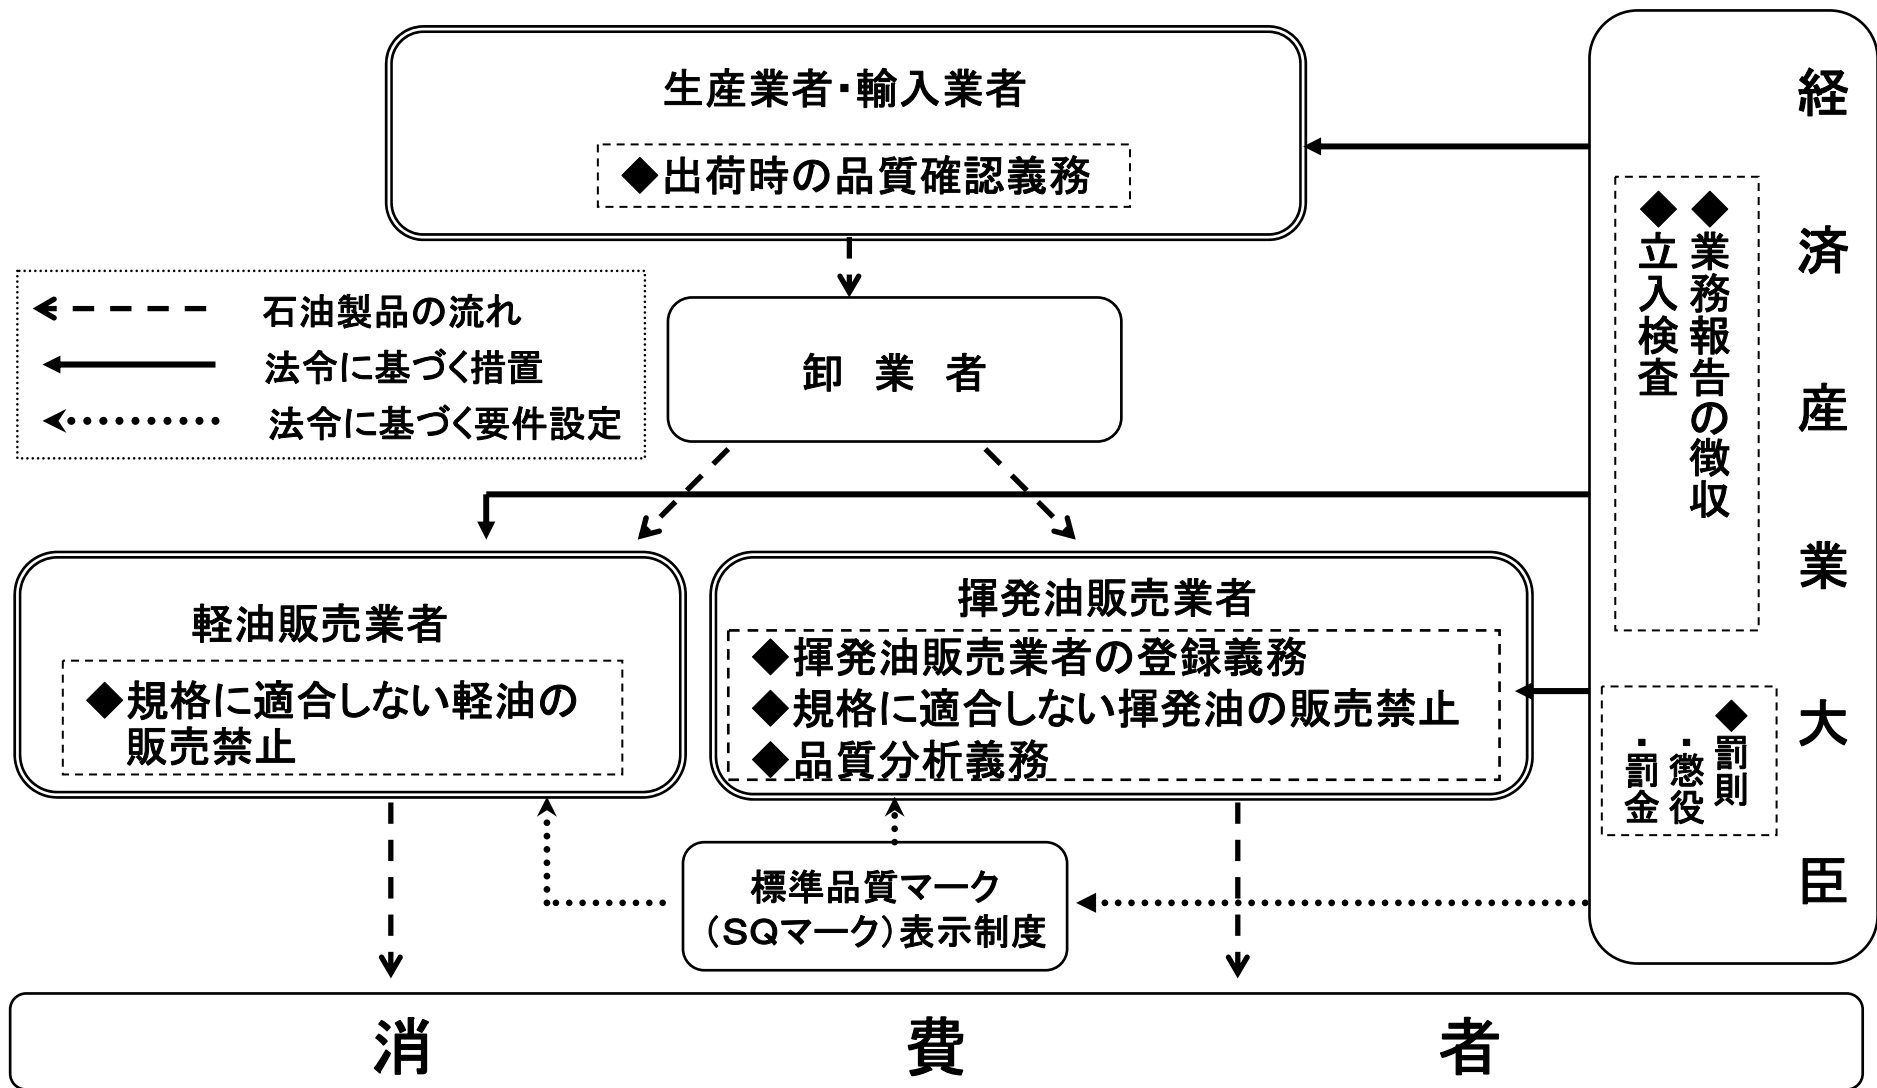 生産業者・輸入業者
◆出荷時の品質確認義務
石油製品の流れ
法令に基づく措置
法令に基づく要件設定
卸　業　者
軽油販売業者
◆規格に適合しない軽油の
販売禁止
揮発油販売業者
◆揮発油販売業者の登録義務
◆規格に適合しない揮発油の販売禁止
◆品質分析義務
標準品質マーク
（ＳＱマーク）表示制度
経済産業大臣
◆業務報告の徴収
◆立入検査
◆罰則
・懲役
・罰金
消　費　者